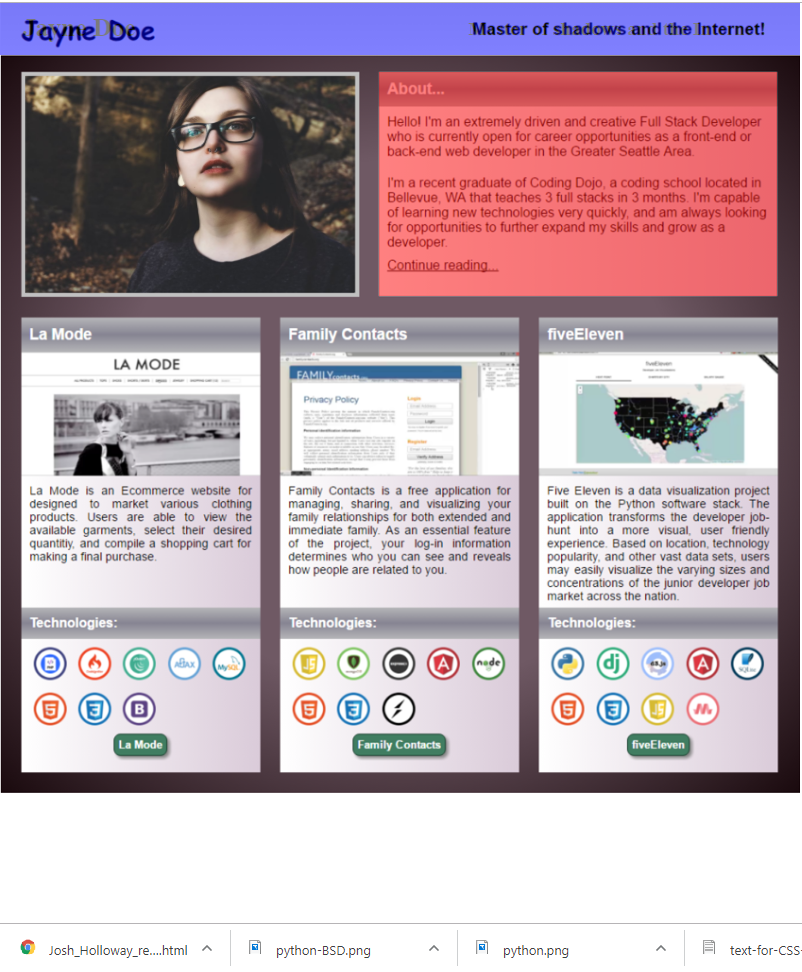 Jayne Doe
Master of shadows and the Internet!
About...
Hello! I'm an extremely driven and creative Full Stack Developer
who is currently open for career opportunities as a front-end or
back-end web developer in the Greater Seattle Area.
I'm a recent graduate of Coding Dojo, a coding school located in
Bellevue, WA that teaches 3 full stacks in 3 months. I'm capable
of learning new technologies very quickly, and am always looking
for opportunities to further expand my skills and grow as a
developer.
Continue reading...
La Mode
LA MODE
La Mode is an Ecommerce website for
designed to market various clothing
products. Users are able to view the
available garments, select their desired
quantitiy, and compile a shopping cart for
making a final purchase.
Technologies:
AJAX
MySQL
B
La Mode
Family Contacts
FAMILYcontacts
Privacy Policy
Login
Login
Register
Verify Address
Family Contacts is a free application for
managing, sharing, and visualizing your
family relationships for both extended and
immediate family. As an essential feature
of the project, your log-in information
determines who you can see and reveals
how people are related to you.
Technologies:
JS
node
Family Contacts
fiveEleven
fiveEleven
Five Eleven is a data visualization project
built on the Python software stack. The
application transforms the developer job-
hunt into a more visual, user friendly
experience. Based on location, technology
popularity, and other vast data sets, users
may easily visualize the varying sizes and
concentrations of the junior developer job
market across the nation.
Technologies:
dj
JS
fiveEleven
Josh_Holloway_re....html
python-BSD.png
python.png
text-for-CSS-